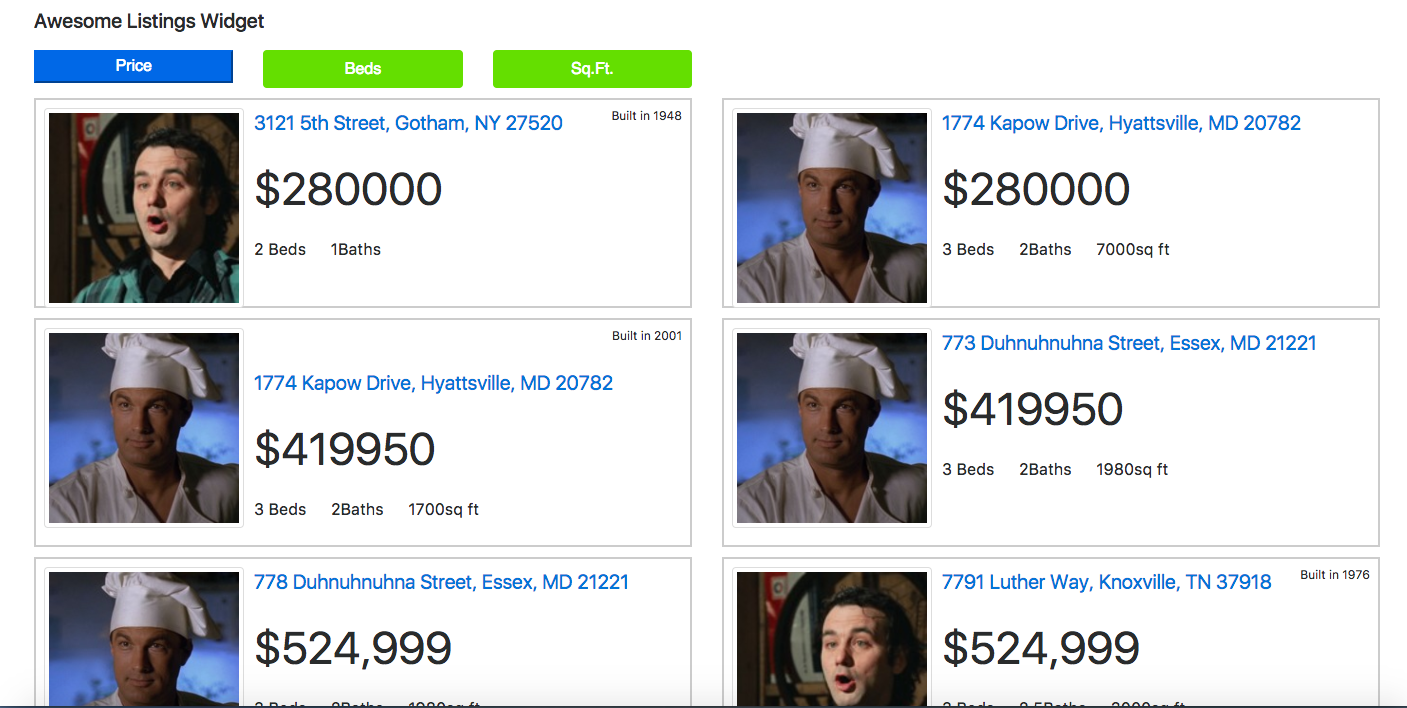 Awesome Listings Widget
Price Beds Sq.Ft.
3121 5th Street, Gotham, NY 27520 Built in 1948
$280000
2 Beds 1Baths
1774 Kapow Drive, Hyattsville, MD 20782
$280000
3 Beds 2Baths 7000sq ft
Built in 2001
1774 Kapow Drive, Hyattsville, MD 20782
$419950
3 Beds 2Baths 1700sq ft
773 Duhnuhnuhna Street, Essex, MD 21221
$419950
3 Beds 2Baths 1980sq ft
778 Duhnuhnuhna Street, Essex, MD 21221
$524,999
7791 Luther Way, Knoxville, TN 37918 Built in 1976
$524,999